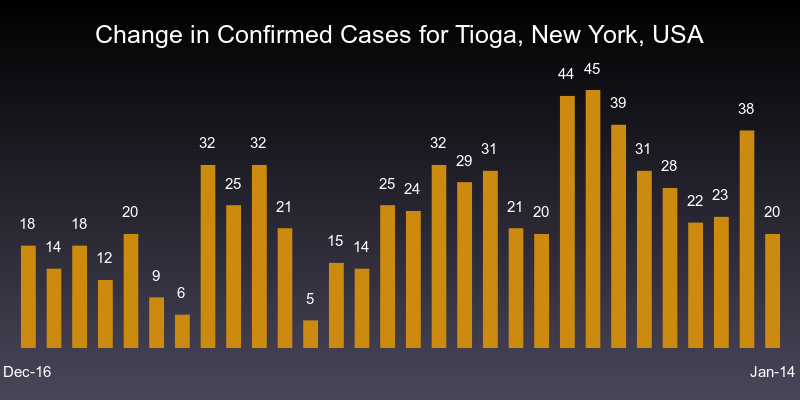 Change in Confirmed Cases for Tioga, New York, USA
18 14 18 12 20 9 6 32 25 32 21 5 15 14 25 24 32 29 31 21 20 44 45 39 31 28 22 23 38 20
Dec-16 Jan-14